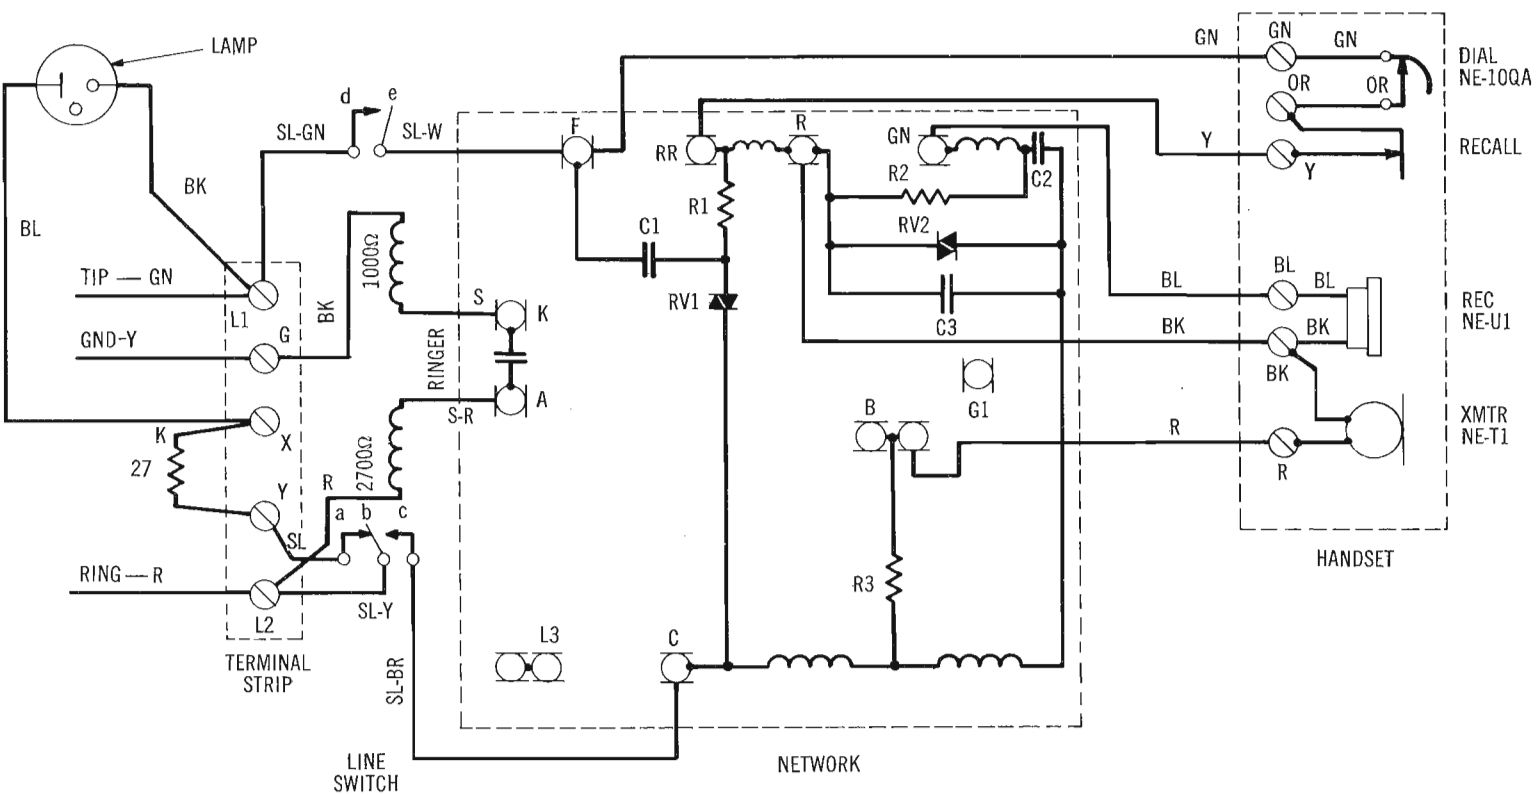 LAMP
GN
GN
GN
DIAL
NE-10QA
OR
OR
d
e
SL-GN
SL-W
F
RR
R
GN
Y
Y
RECALL
BK
BL
R2
C2
R1
RV2
C1
TIP — GN
1000Ω
L1
BK
S
K
RV1
C3
BL
BL
BL
REC
NE-U1
GND-Y
G
RINGER
BK
BK
BK
G1
S-R
A
B
K
X
27
2700Ω
R
XMTR
NE-T1
R
Y
R
a
b
c
SL
HANDSET
RING — R
SL-Y
R3
L2
L3
C
TERMINAL
STRIP
SL-BR
LINE
SWITCH
NETWORK